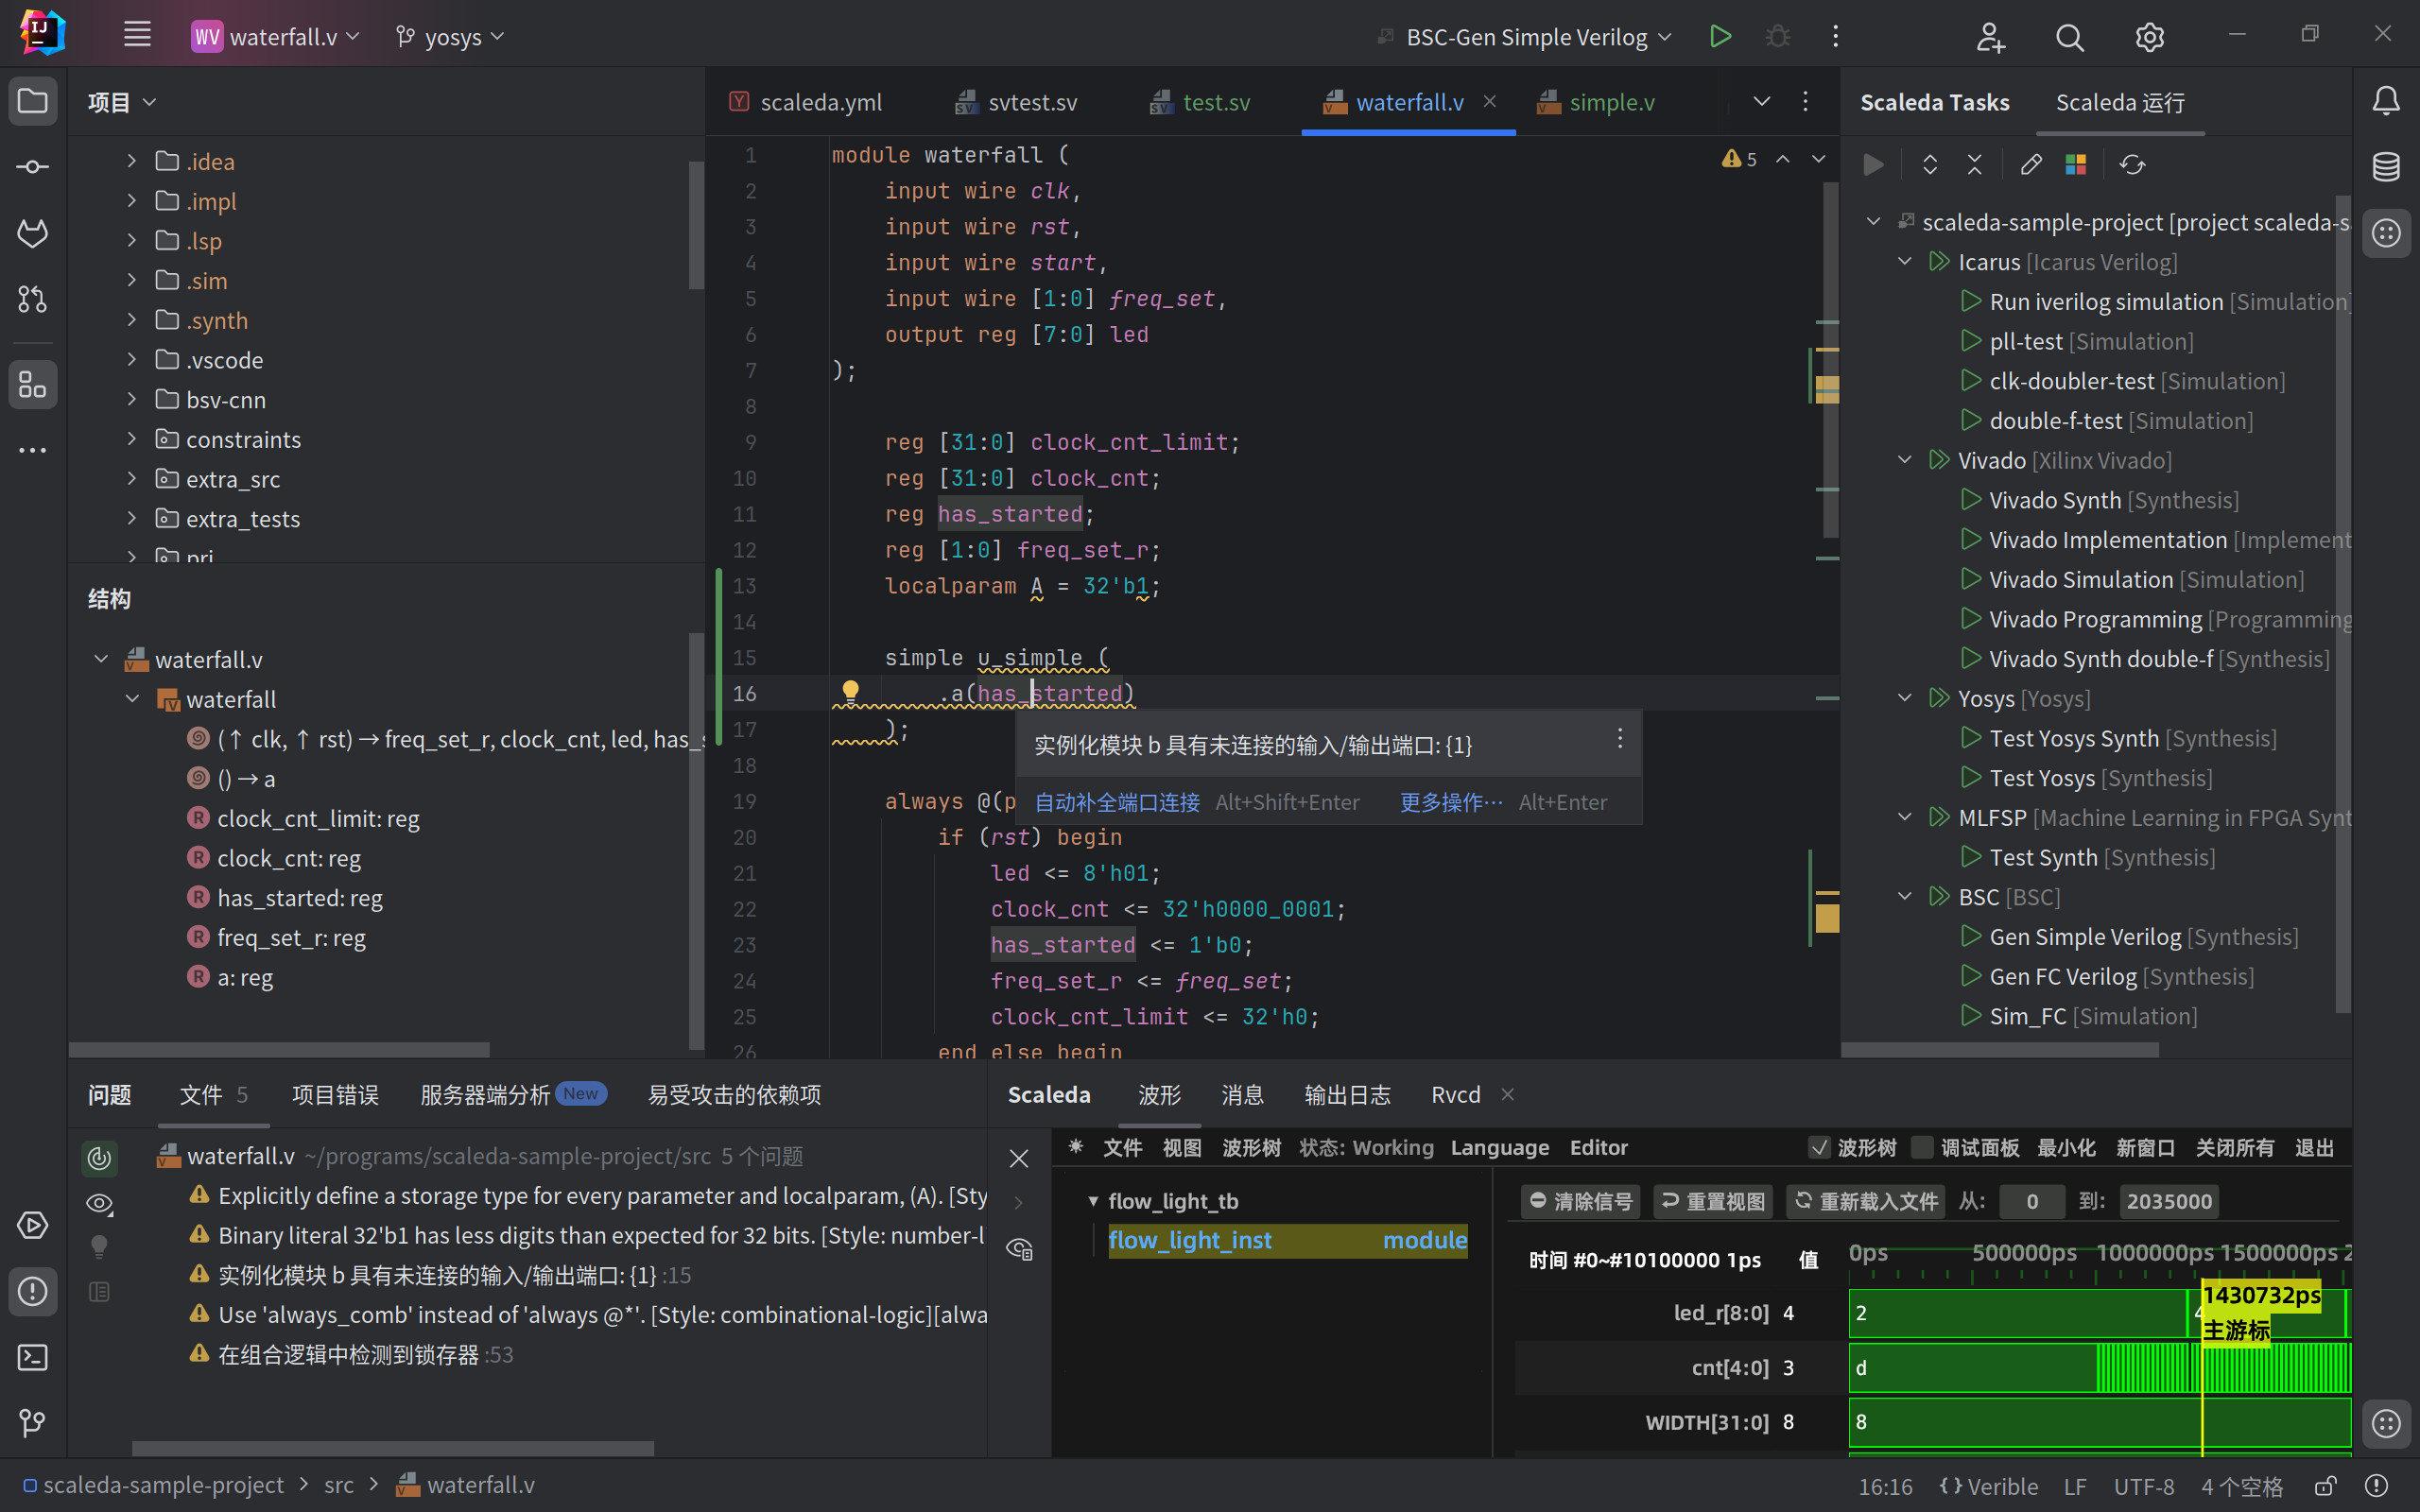 WV waterfall.v
yosys
BSC-Gen Simple Verilog
项目
.idea
.impl
.lsp
.sim
.synth
.vscode
bsv-cnn
constraints
extra_src
extra_tests
pri
结构
waterfall.v
waterfall
(↑ clk, ↑ rst) → freq_set_r, clock_cnt, led, has_s
() → a
clock_cnt_limit: reg
clock_cnt: reg
has_started: reg
freq_set_r: reg
a: reg
scaleda.yml
svtest.sv
test.sv
waterfall.v
simple.v
5
1 module waterfall (
2 input wire clk,
3 input wire rst,
4 input wire start,
5 input wire [1:0] freq_set,
6 output reg [7:0] led
7 );
8
9 reg [31:0] clock_cnt_limit;
10 reg [31:0] clock_cnt;
11 reg has_started;
12 reg [1:0] freq_set_r;
13 localparam A = 32'b1;
14
15 simple u_simple (
16 .a(has_started)
17 );
18
19 always @(p
20 if (rst) begin
21 led <= 8'h01;
22 clock_cnt <= 32'h0000_0001;
23 has_started <= 1'b0;
24 freq_set_r <= freq_set;
25 clock_cnt_limit <= 32'h0;
26 end else begin
实例化模块 b 具有未连接的输入/输出端口: {1}
自动补全端口连接 Alt+Shift+Enter 更多操作… Alt+Enter
Scaleda Tasks
Scaleda 运行
scaleda-sample-project [project scaleda-s
Icarus [Icarus Verilog]
Run iverilog simulation [Simulation]
pll-test [Simulation]
clk-doubler-test [Simulation]
double-f-test [Simulation]
Vivado [Xilinx Vivado]
Vivado Synth [Synthesis]
Vivado Implementation [Implement
Vivado Simulation [Simulation]
Vivado Programming [Programming
Vivado Synth double-f [Synthesis]
Yosys [Yosys]
Test Yosys Synth [Synthesis]
Test Yosys [Synthesis]
MLFSP [Machine Learning in FPGA Synt
Test Synth [Synthesis]
BSC [BSC]
Gen Simple Verilog [Synthesis]
Gen FC Verilog [Synthesis]
Sim_FC [Simulation]
问题
文件 5
项目错误
服务器端分析 New
易受攻击的依赖项
waterfall.v ~/programs/scaleda-sample-project/src 5 个问题
Explicitly define a storage type for every parameter and localparam, (A). [Sty
Binary literal 32'b1 has less digits than expected for 32 bits. [Style: number-l
实例化模块 b 具有未连接的输入/输出端口: {1} :15
Use 'always_comb' instead of 'always @*'. [Style: combinational-logic][alwa
在组合逻辑中检测到锁存器 :53
Scaleda
波形
消息
输出日志
Rvcd
文件 视图 波形树 状态: Working Language Editor
波形树 调试面板 最小化 新窗口 关闭所有 退出
flow_light_tb
flow_light_inst module
清除信号 重置视图 重新载入文件 从: 0 到: 2035000
时间 #0~#10100000 1ps 值
0ps 500000ps 1000000ps 1500000ps 2
1430732ps
主游标
led_r[8:0] 4 2 4
cnt[4:0] 3 d
WIDTH[31:0] 8 8
scaleda-sample-project > src > waterfall.v
16:16 {} Verible LF UTF-8 4 个空格